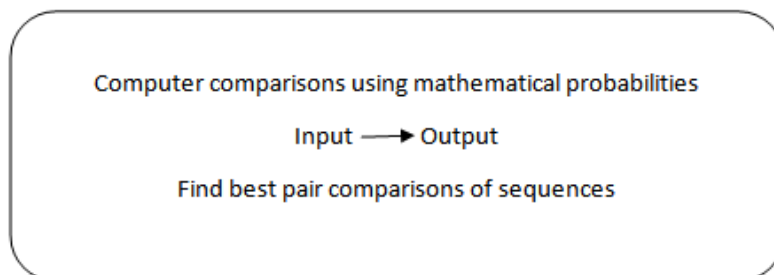 Computer comparisons using mathematical probabilities
Input → Output
Find best pair comparisons of sequences